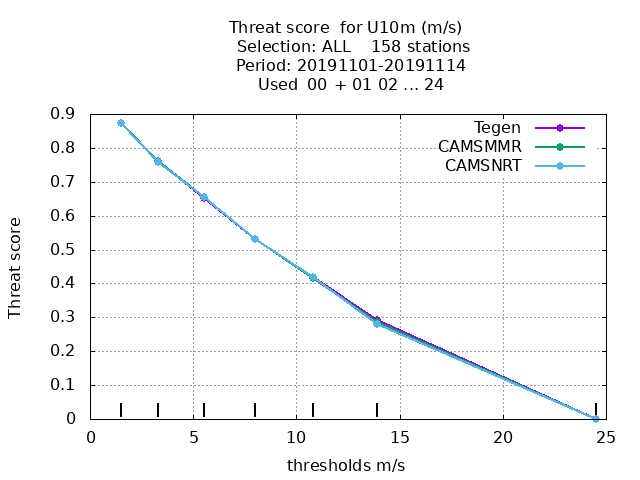 Threat score  for U10m (m/s)
Selection: ALL    158 stations
Period: 20191101-20191114
Used  00 + 01 02 ... 24
0.9
0.8
0.7
0.6
0.5
0.4
0.3
0.2
0.1
0
Threat score
Tegen
CAMSMMR
CAMSNRT
0 5 10 15 20 25
thresholds m/s